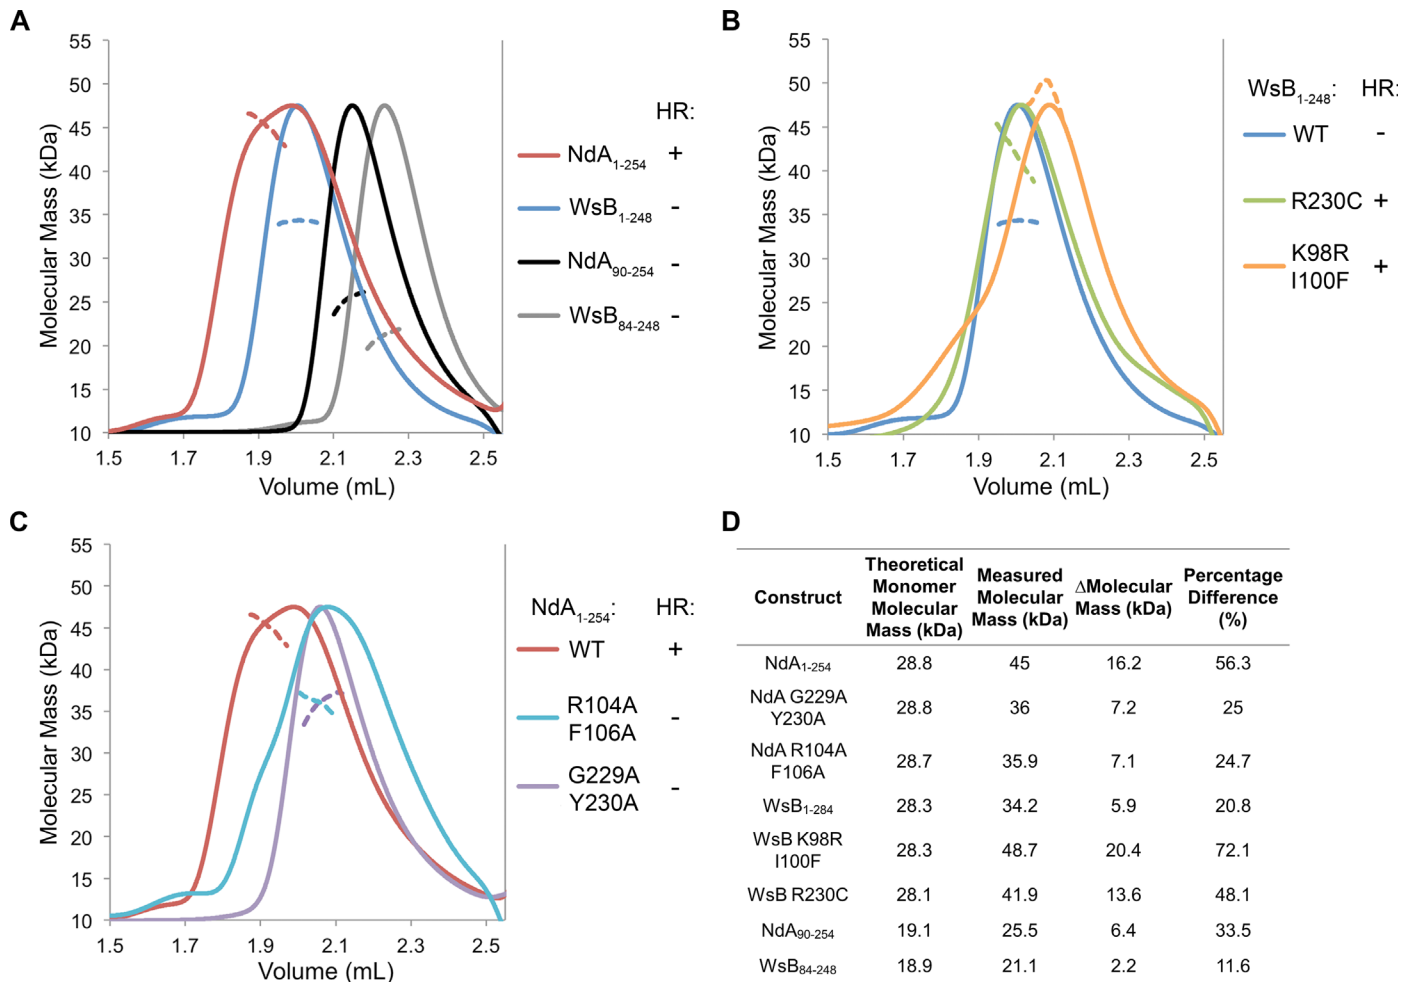 A
55
50
45
40
35
30
25
20
15
10
Molecular Mass (kDa)
1.5 1.7 1.9 2.1 2.3 2.5
Volume (mL)
HR:
NdA1-254 +
WsB1-248 -
NdA90-254 -
WsB84-248 -
B
55
50
45
40
35
30
25
20
15
10
Molecular Mass (kDa)
1.5 1.7 1.9 2.1 2.3 2.5
Volume (mL)
WsB1-248: HR:
WT -
R230C +
K98R
I100F +
C
55
50
45
40
35
30
25
20
15
10
Molecular Mass (kDa)
1.5 1.7 1.9 2.1 2.3 2.5
Volume (mL)
NdA1-254: HR:
WT +
R104A
F106A -
G229A
Y230A -
D
Construct Theoretical Monomer Molecular Mass (kDa) Measured Molecular Mass (kDa) ΔMolecular Mass (kDa) Percentage Difference (%)
NdA1-254 28.8 45 16.2 56.3
NdA G229A
Y230A 28.8 36 7.2 25
NdA R104A
F106A 28.7 35.9 7.1 24.7
WsB1-284 28.3 34.2 5.9 20.8
WsB K98R
I100F 28.3 48.7 20.4 72.1
WsB R230C 28.1 41.9 13.6 48.1
NdA90-254 19.1 25.5 6.4 33.5
WsB84-248 18.9 21.1 2.2 11.6